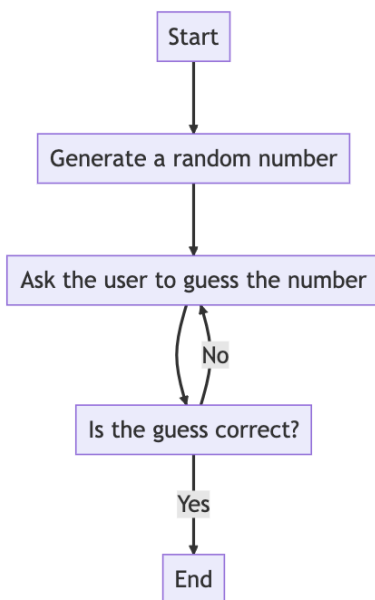 Start
Generate a random number
Ask the user to guess the number
No
Is the guess correct?
Yes
End